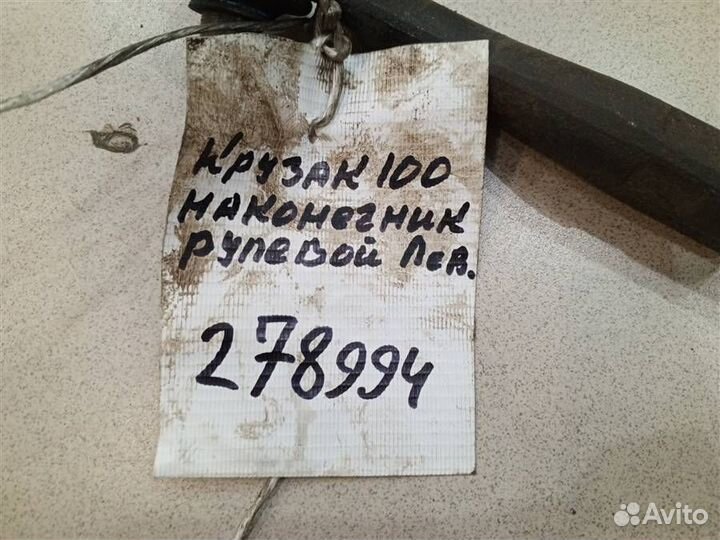 Крузак 100
наконечник
рулевой Лев.
278994
Avito